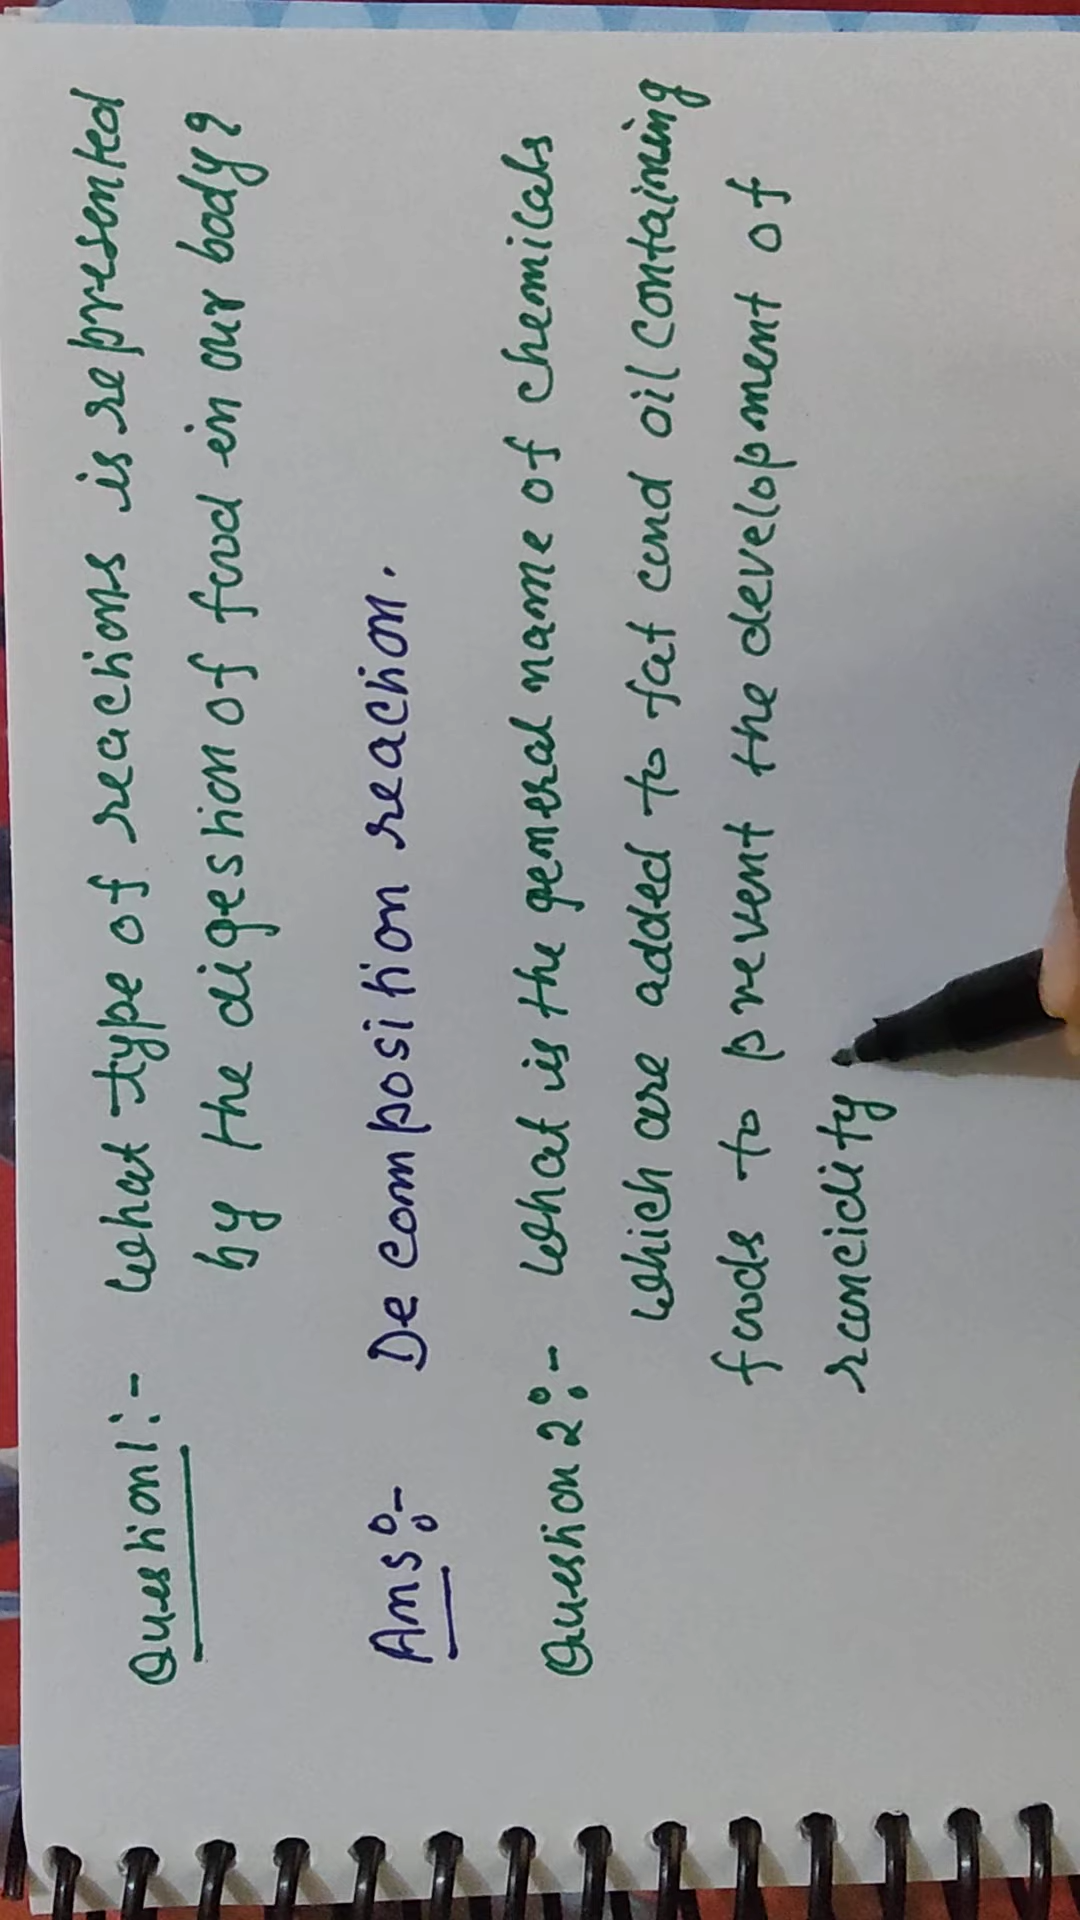 Question1:- What type of reactions is represented
by the digestion of food in our body?
Ans:- Decomposition reaction.
Question 2:- What is the general name of chemicals
which are added to fat and oil containing
foods to prevent the development of
rancidity